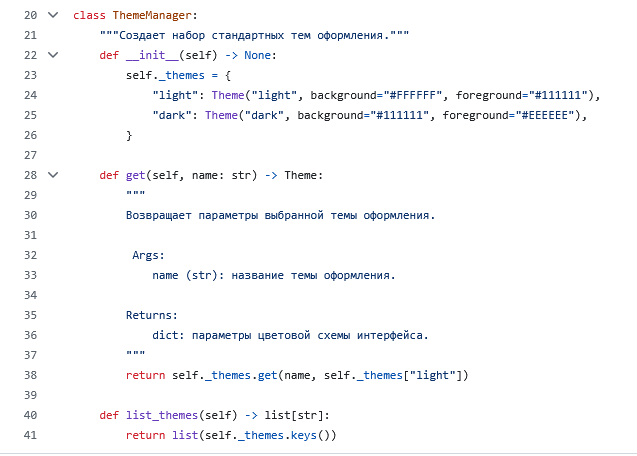 20 class ThemeManager:
21     """Создает набор стандартных тем оформления."""
22     def __init__(self) -> None:
23         self._themes = {
24             "light": Theme("light", background="#FFFFFF", foreground="#111111"),
25             "dark": Theme("dark", background="#111111", foreground="#EEEEEE"),
26         }
27
28     def get(self, name: str) -> Theme:
29         """
30         Возвращает параметры выбранной темы оформления.
31
32          Args:
33             name (str): название темы оформления.
34
35         Returns:
36             dict: параметры цветовой схемы интерфейса.
37         """
38         return self._themes.get(name, self._themes["light"])
39
40     def list_themes(self) -> list[str]:
41         return list(self._themes.keys())